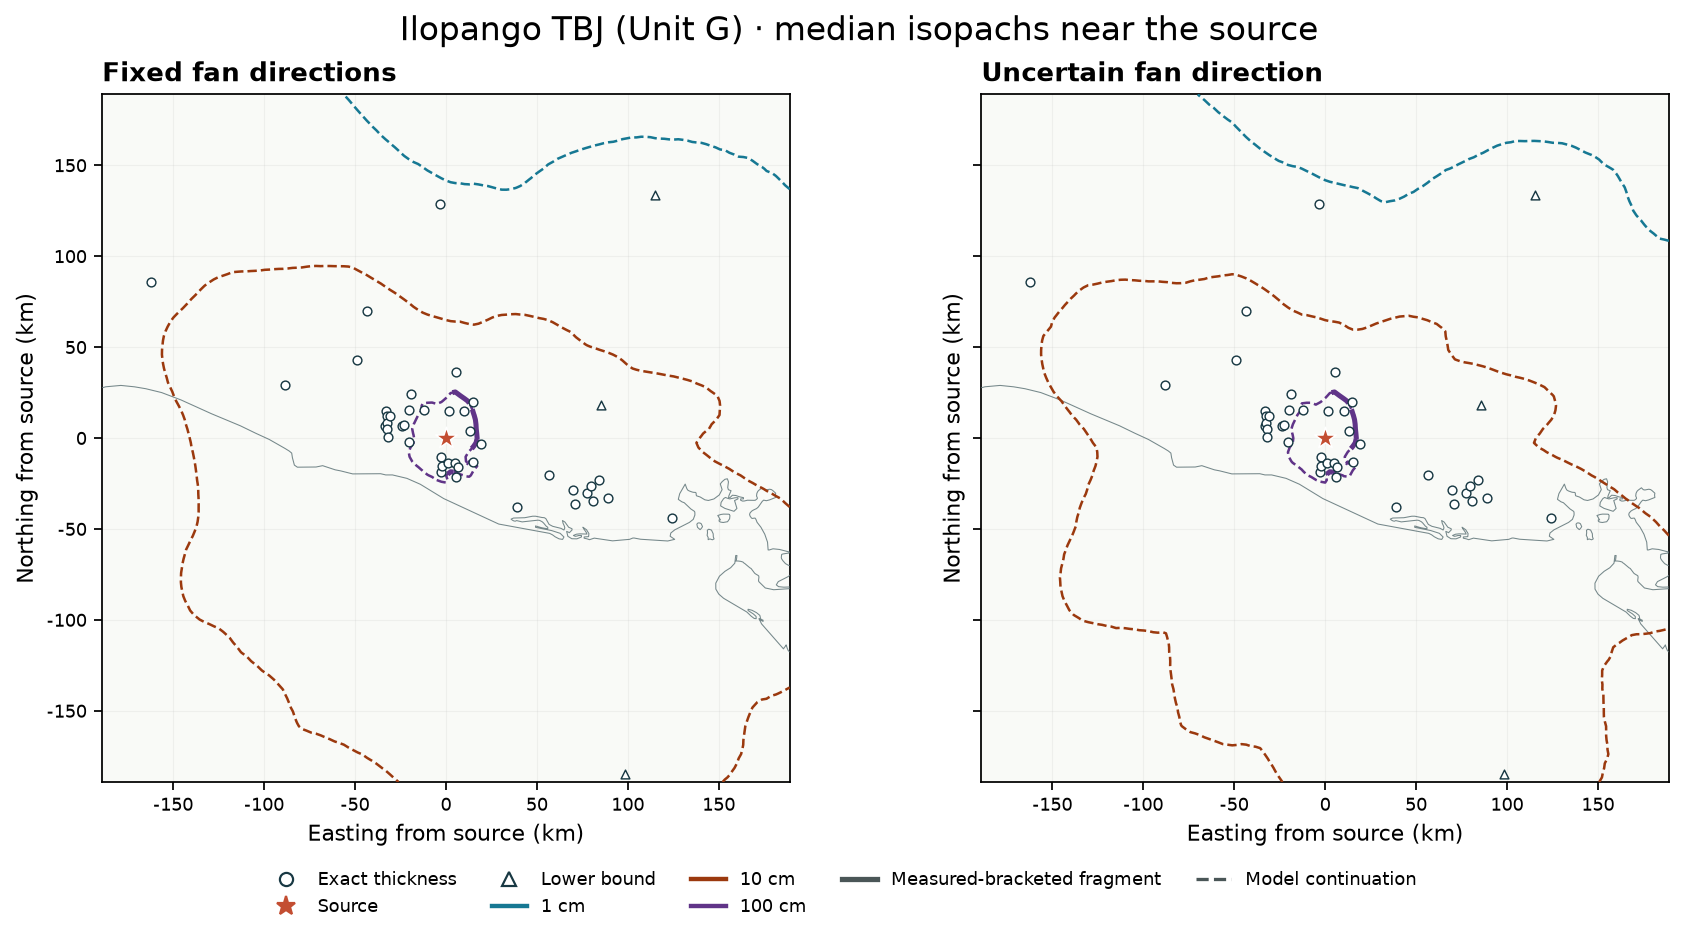 Ilopango TBJ (Unit G) · median isopachs near the source
Fixed fan directions
Uncertain fan direction
Northing from source (km)
150
100
50
0
-50
-100
-150
-150
-100
-50
0
50
100
150
Easting from source (km)
Northing from source (km)
-150
-100
-50
0
50
100
150
Easting from source (km)
Exact thickness
Source
Lower bound
1 cm
10 cm
100 cm
Measured-bracketed fragment
Model continuation